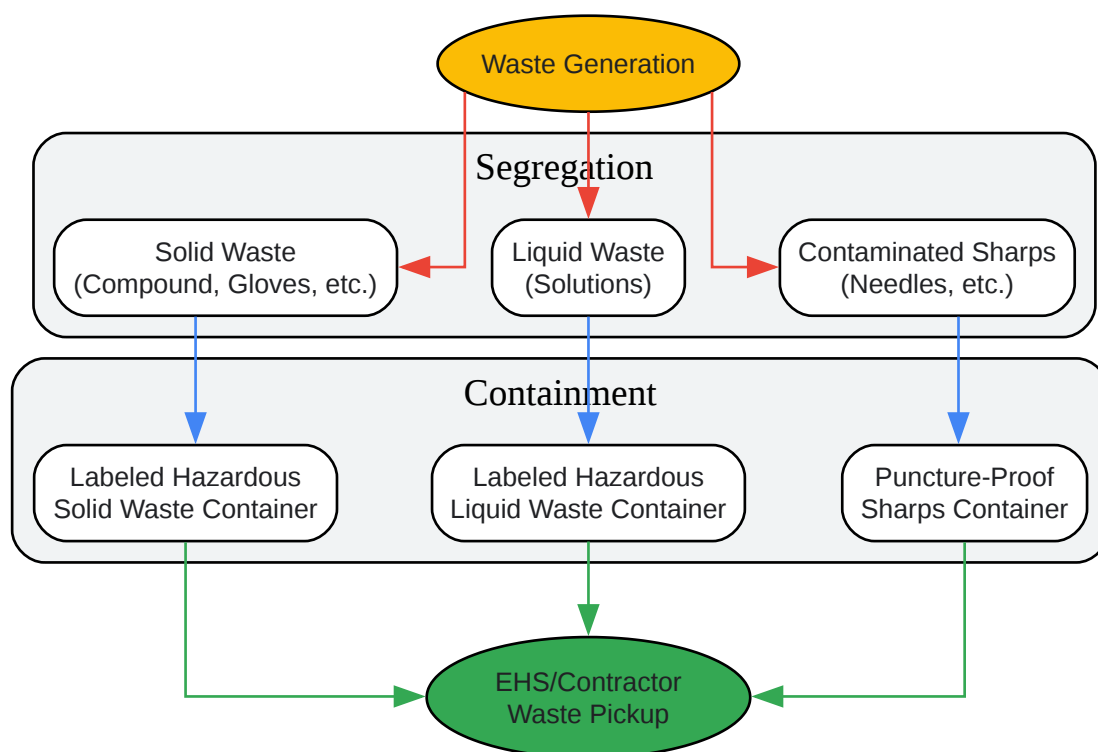 Waste Generation
Segregation
Solid Waste
(Compound, Gloves, etc.)
Liquid Waste
(Solutions)
Contaminated Sharps
(Needles, etc.)
Containment
Labeled Hazardous
Solid Waste Container
Labeled Hazardous
Liquid Waste Container
Puncture-Proof
Sharps Container
EHS/Contractor
Waste Pickup